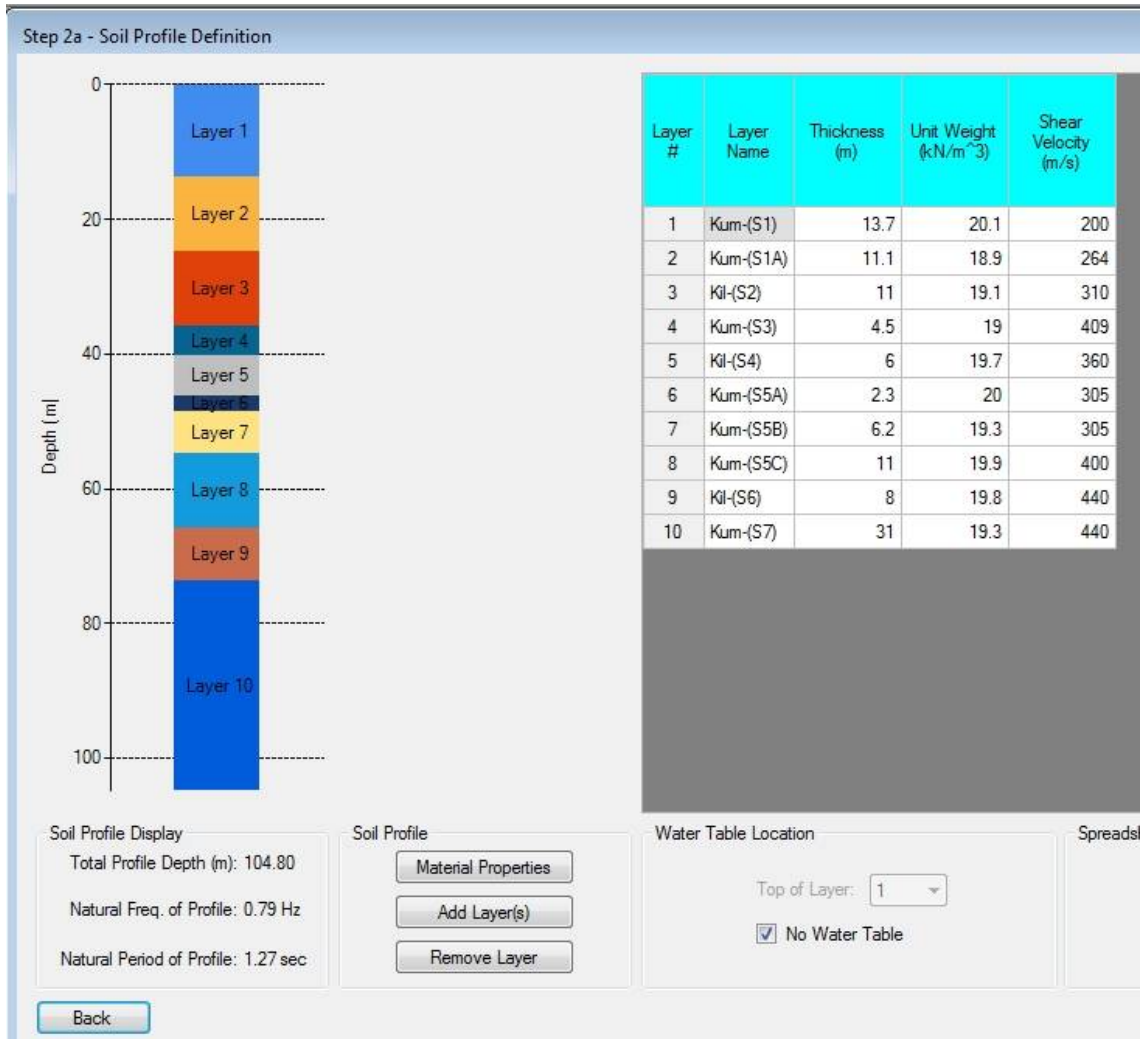 Step 2a - Soil Profile Definition
0
20
40
60
80
100
Depth (m)
Layer 1
Layer 2
Layer 3
Layer 4
Layer 5
Layer 6
Layer 7
Layer 8
Layer 9
Layer 10
Layer # Layer Name Thickness (m) Unit Weight (kN/m^3) Shear Velocity (m/s)
1 Kum-(S1) 13.7 20.1 200
2 Kum-(S1A) 11.1 18.9 264
3 Kil-(S2) 11 19.1 310
4 Kum-(S3) 4.5 19 409
5 Kil-(S4) 6 19.7 360
6 Kum-(S5A) 2.3 20 305
7 Kum-(S5B) 6.2 19.3 305
8 Kum-(S5C) 11 19.9 400
9 Kil-(S6) 8 19.8 440
10 Kum-(S7) 31 19.3 440
Soil Profile Display
Total Profile Depth (m): 104.80
Natural Freq. of Profile: 0.79 Hz
Natural Period of Profile: 1.27 sec
Soil Profile
Material Properties
Add Layer(s)
Remove Layer
Water Table Location
Top of Layer: 1
No Water Table
Spreads
Back